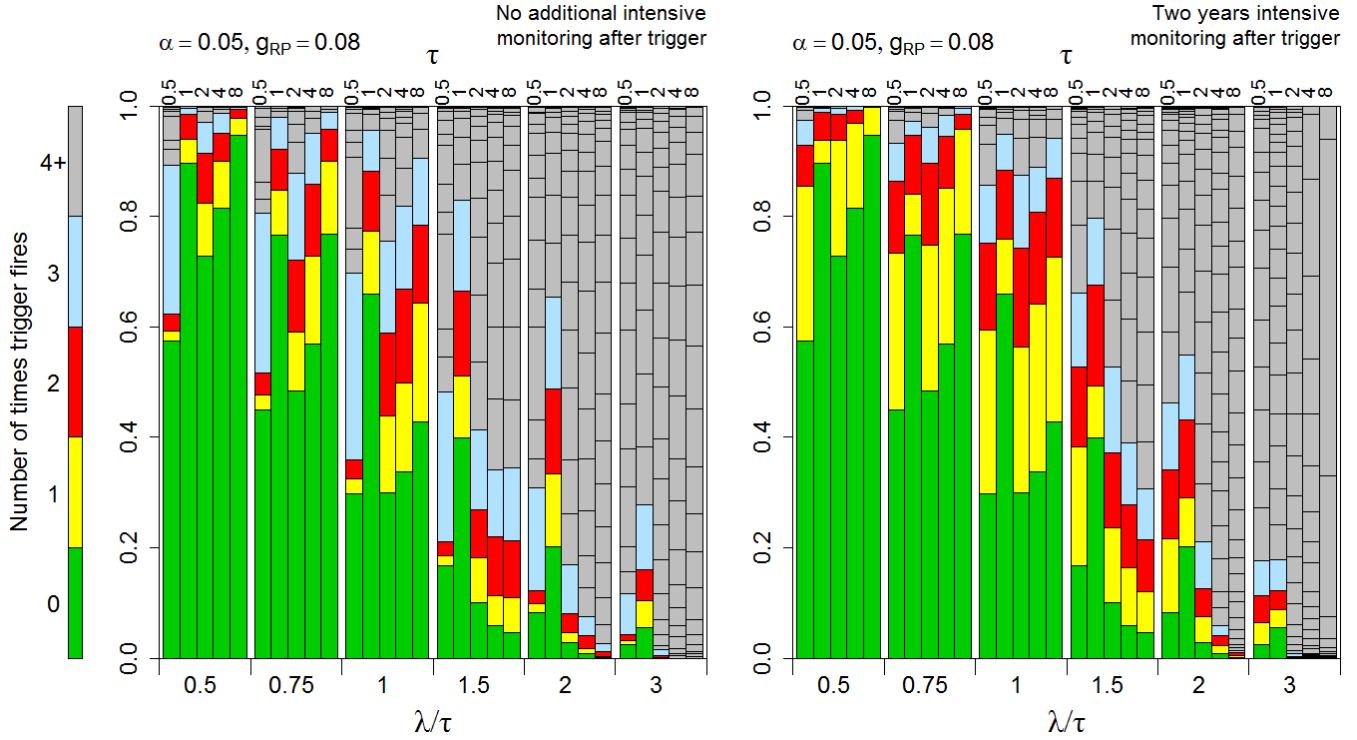 No additional intensive
monitoring after trigger
α = 0.05, gRP = 0.08
τ
0.5 1 2 4 8 0.5 1 2 4 8 0.5 1 2 4 8 0.5 1 2 4 8 0.5 1 2 4 8 0.5 1 2 4 8
Number of times trigger fires
4+
3
2
1
0
1.0
0.8
0.6
0.4
0.2
0.0
0.5 0.75 1 1.5 2 3
λ/τ
Two years intensive
monitoring after trigger
α = 0.05, gRP = 0.08
τ
0.5 1 2 4 8 0.5 1 2 4 8 0.5 1 2 4 8 0.5 1 2 4 8 0.5 1 2 4 8 0.5 1 2 4 8
1.0
0.8
0.6
0.4
0.2
0.0
0.5 0.75 1 1.5 2 3
λ/τ